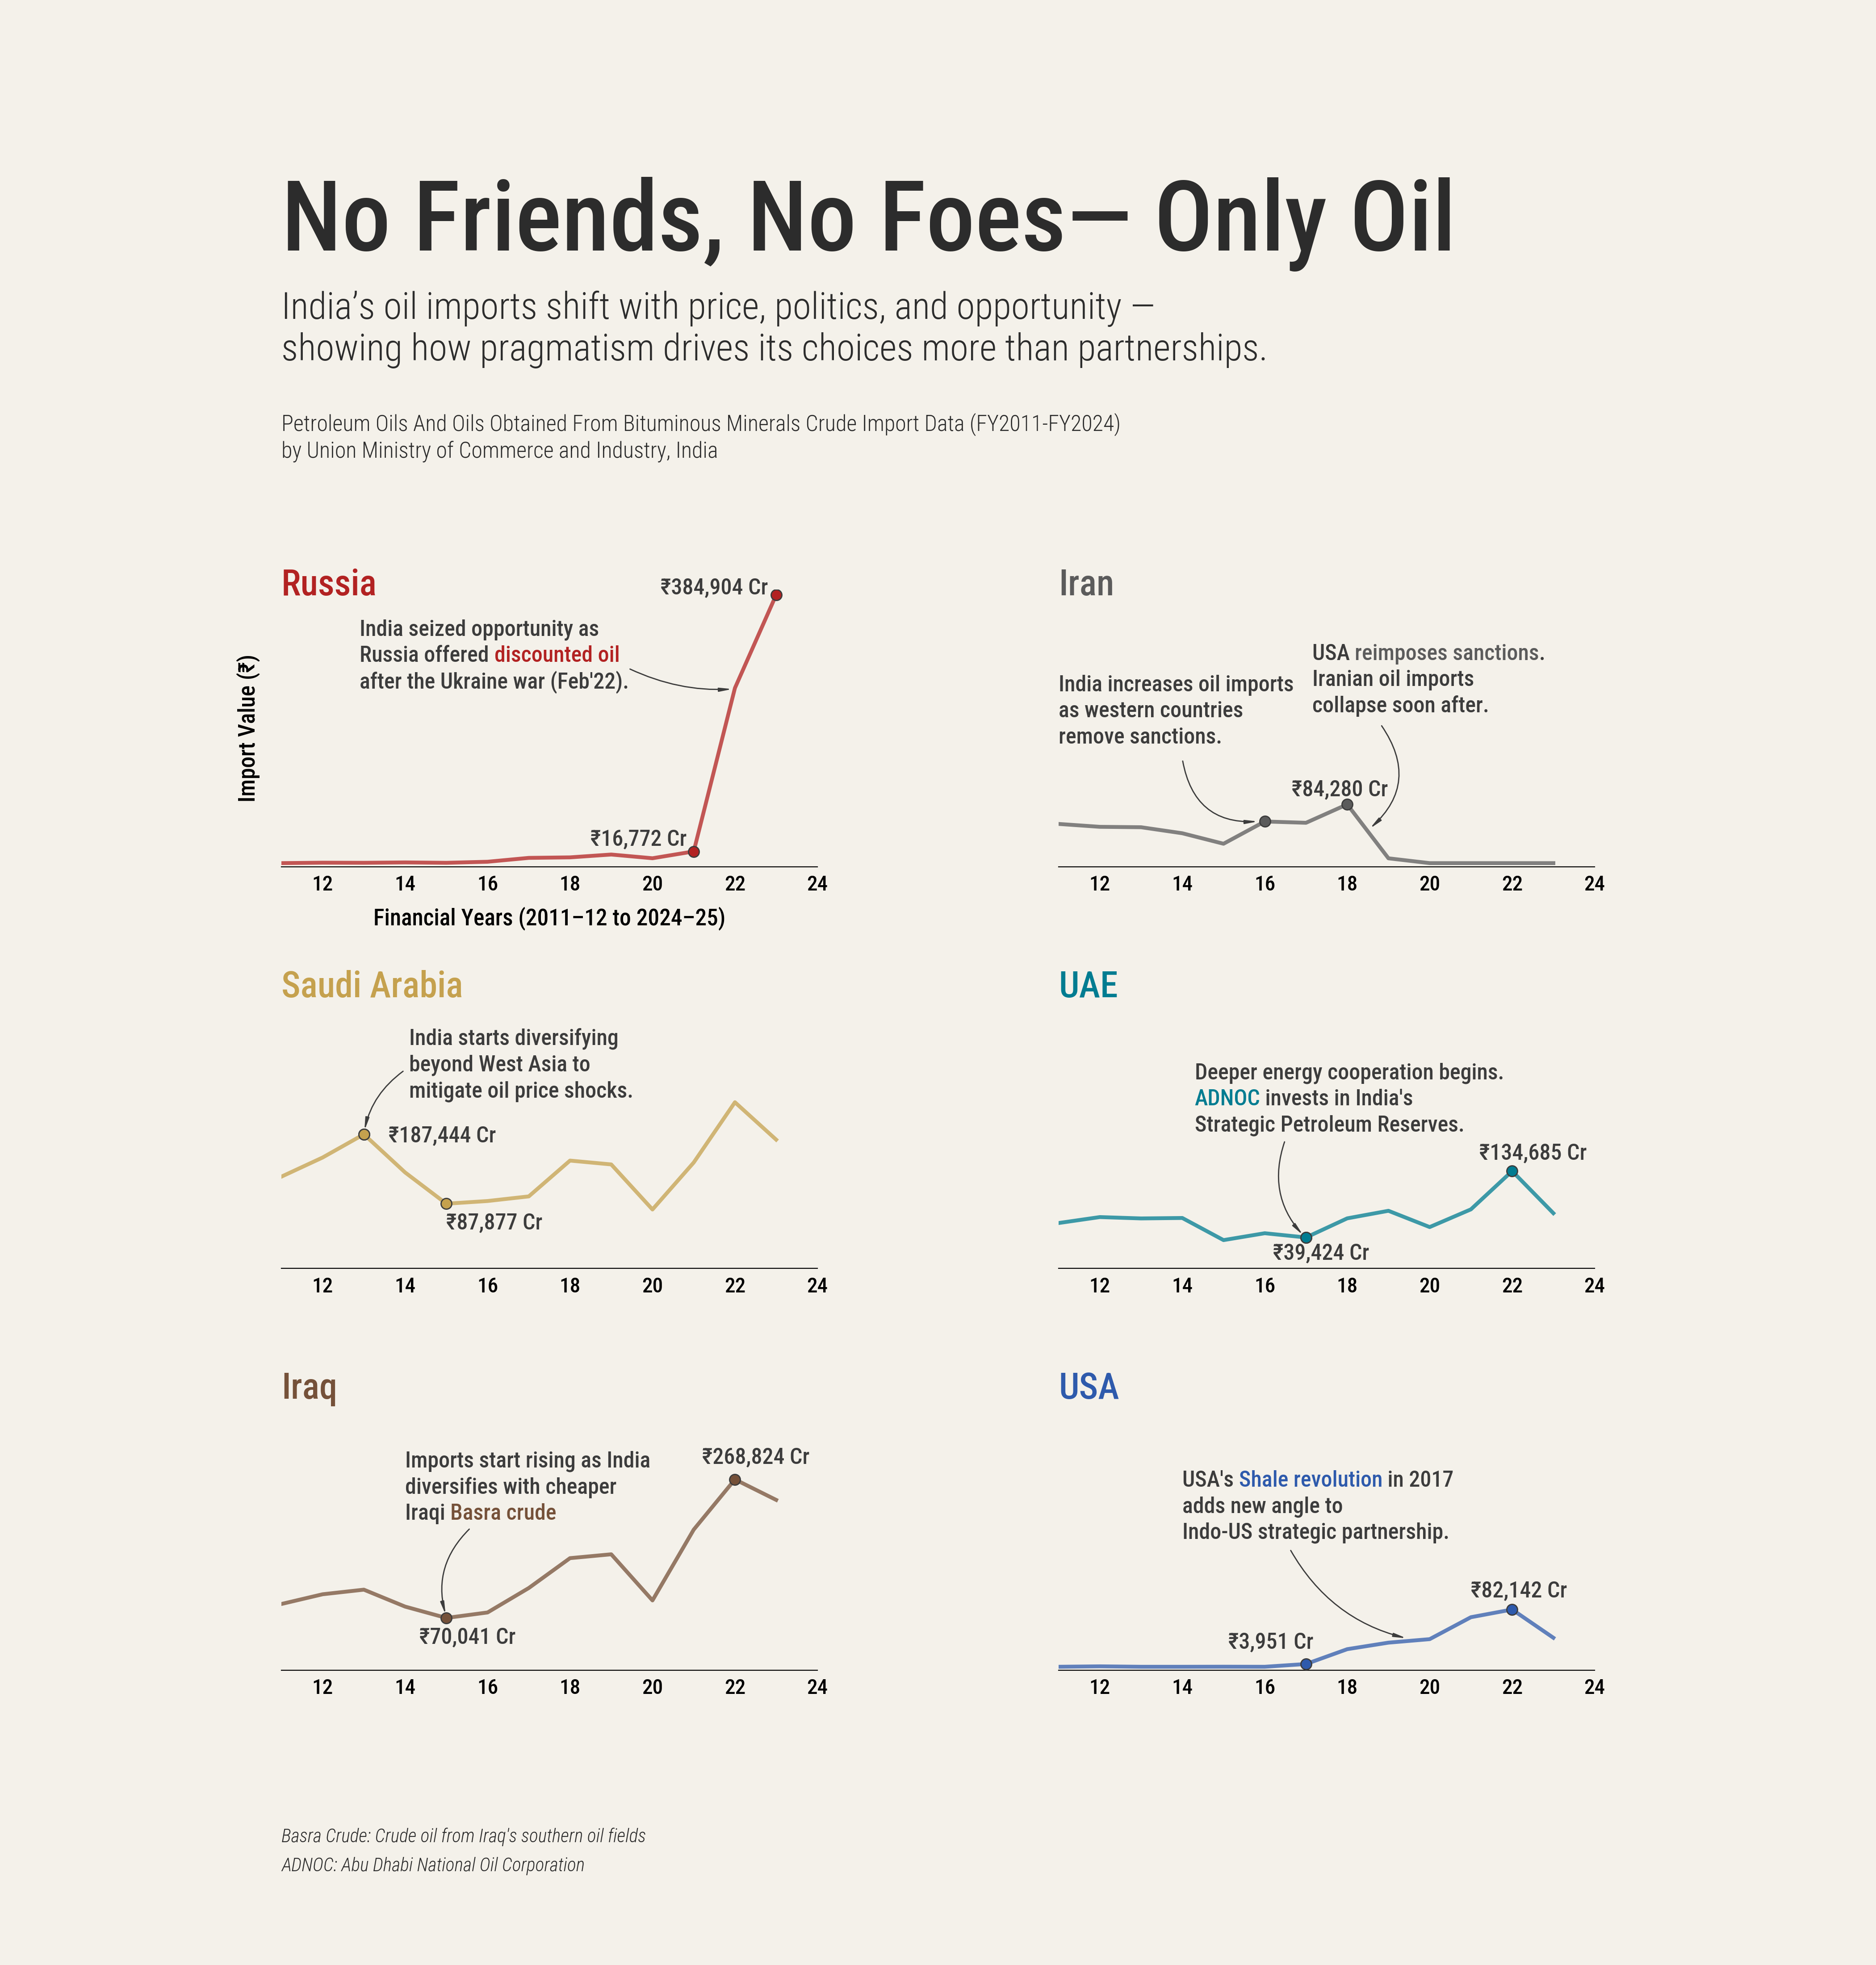 No Friends, No Foes— Only Oil
India’s oil imports shift with price, politics, and opportunity —
showing how pragmatism drives its choices more than partnerships.
Petroleum Oils And Oils Obtained From Bituminous Minerals Crude Import Data (FY2011-FY2024)
by Union Ministry of Commerce and Industry, India
Russia
₹384,904 Cr
India seized opportunity as
Russia offered discounted oil
after the Ukraine war (Feb'22).
Import Value (₹)
₹16,772 Cr
12 14 16 18 20 22 24
Financial Years (2011–12 to 2024–25)
Iran
USA reimposes sanctions.
Iranian oil imports
collapse soon after.
India increases oil imports
as western countries
remove sanctions.
₹84,280 Cr
12 14 16 18 20 22 24
Saudi Arabia
India starts diversifying
beyond West Asia to
mitigate oil price shocks.
₹187,444 Cr
₹87,877 Cr
12 14 16 18 20 22 24
UAE
Deeper energy cooperation begins.
ADNOC invests in India's
Strategic Petroleum Reserves.
₹134,685 Cr
₹39,424 Cr
12 14 16 18 20 22 24
Iraq
₹268,824 Cr
Imports start rising as India
diversifies with cheaper
Iraqi Basra crude
₹70,041 Cr
12 14 16 18 20 22 24
USA
USA's Shale revolution in 2017
adds new angle to
Indo-US strategic partnership.
₹82,142 Cr
₹3,951 Cr
12 14 16 18 20 22 24
Basra Crude: Crude oil from Iraq's southern oil fields
ADNOC: Abu Dhabi National Oil Corporation